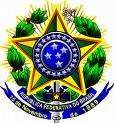 REPÚBLICA FEDERATIVA DO BRASIL
15 de Novembro de 1889